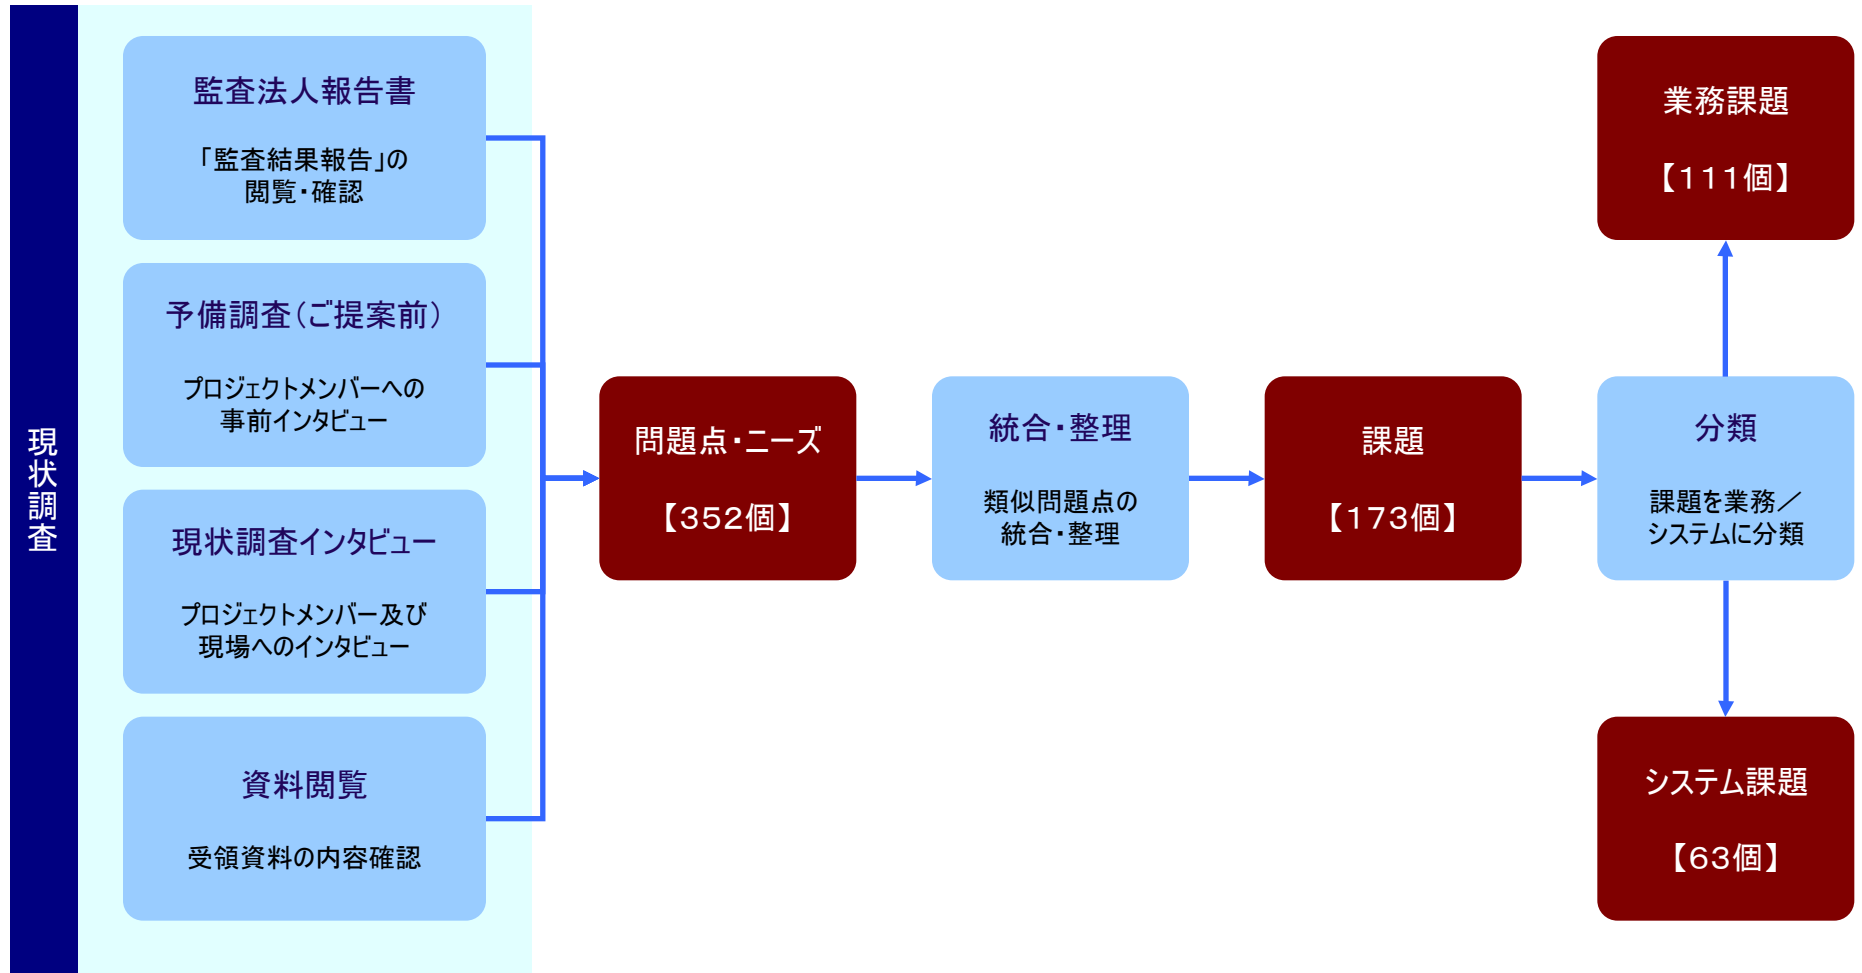 現状調査
監査法人報告書
「監査結果報告」の
閲覧・確認
予備調査(ご提案前)
プロジェクトメンバーへの
事前インタビュー
現状調査インタビュー
プロジェクトメンバー及び
現場へのインタビュー
資料閲覧
受領資料の内容確認
問題点・ニーズ
【352個】
統合・整理
類似問題点の
統合・整理
課題
【173個】
分類
課題を業務／
システムに分類
業務課題
【111個】
システム課題
【63個】